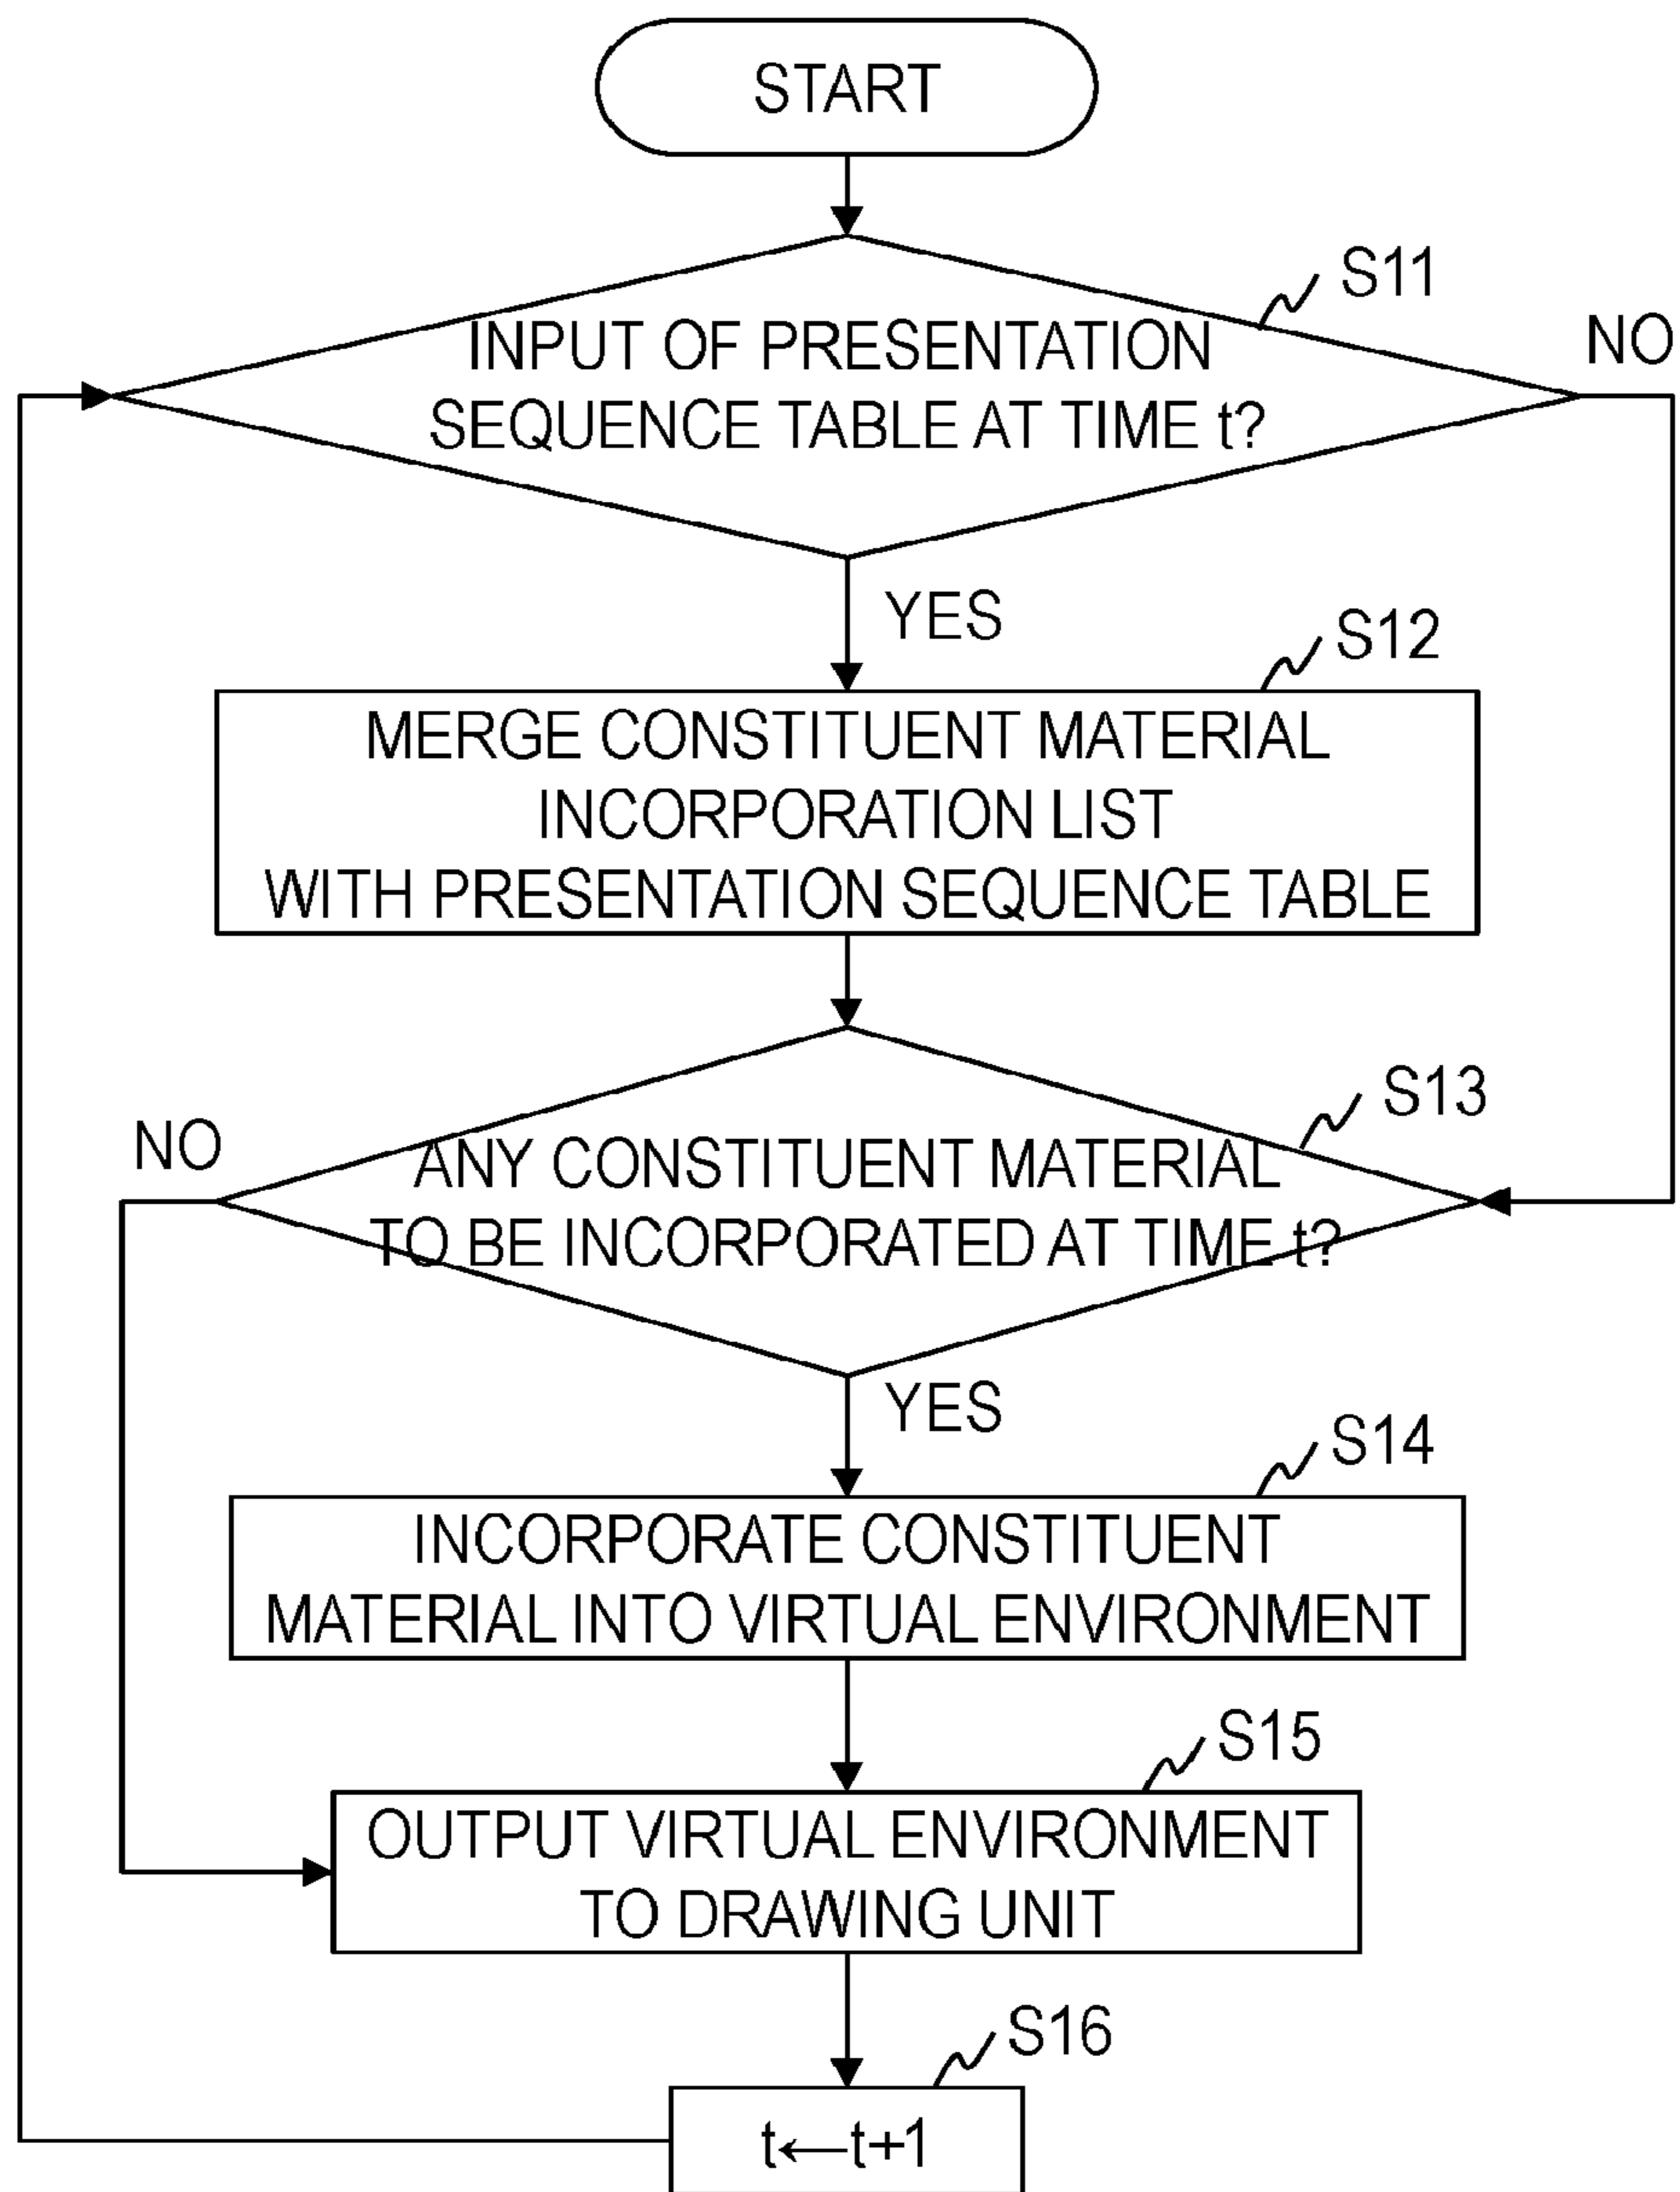 START
S11
NO
INPUT OF PRESENTATION
SEQUENCE TABLE AT TIME t?
YES
S12
MERGE CONSTITUENT MATERIAL
INCORPORATION LIST
WITH PRESENTATION SEQUENCE TABLE
S13
NO
ANY CONSTITUENT MATERIAL
TO BE INCORPORATED AT TIME t?
YES
S14
INCORPORATE CONSTITUENT
MATERIAL INTO VIRTUAL ENVIRONMENT
S15
OUTPUT VIRTUAL ENVIRONMENT
TO DRAWING UNIT
S16
t←t+1